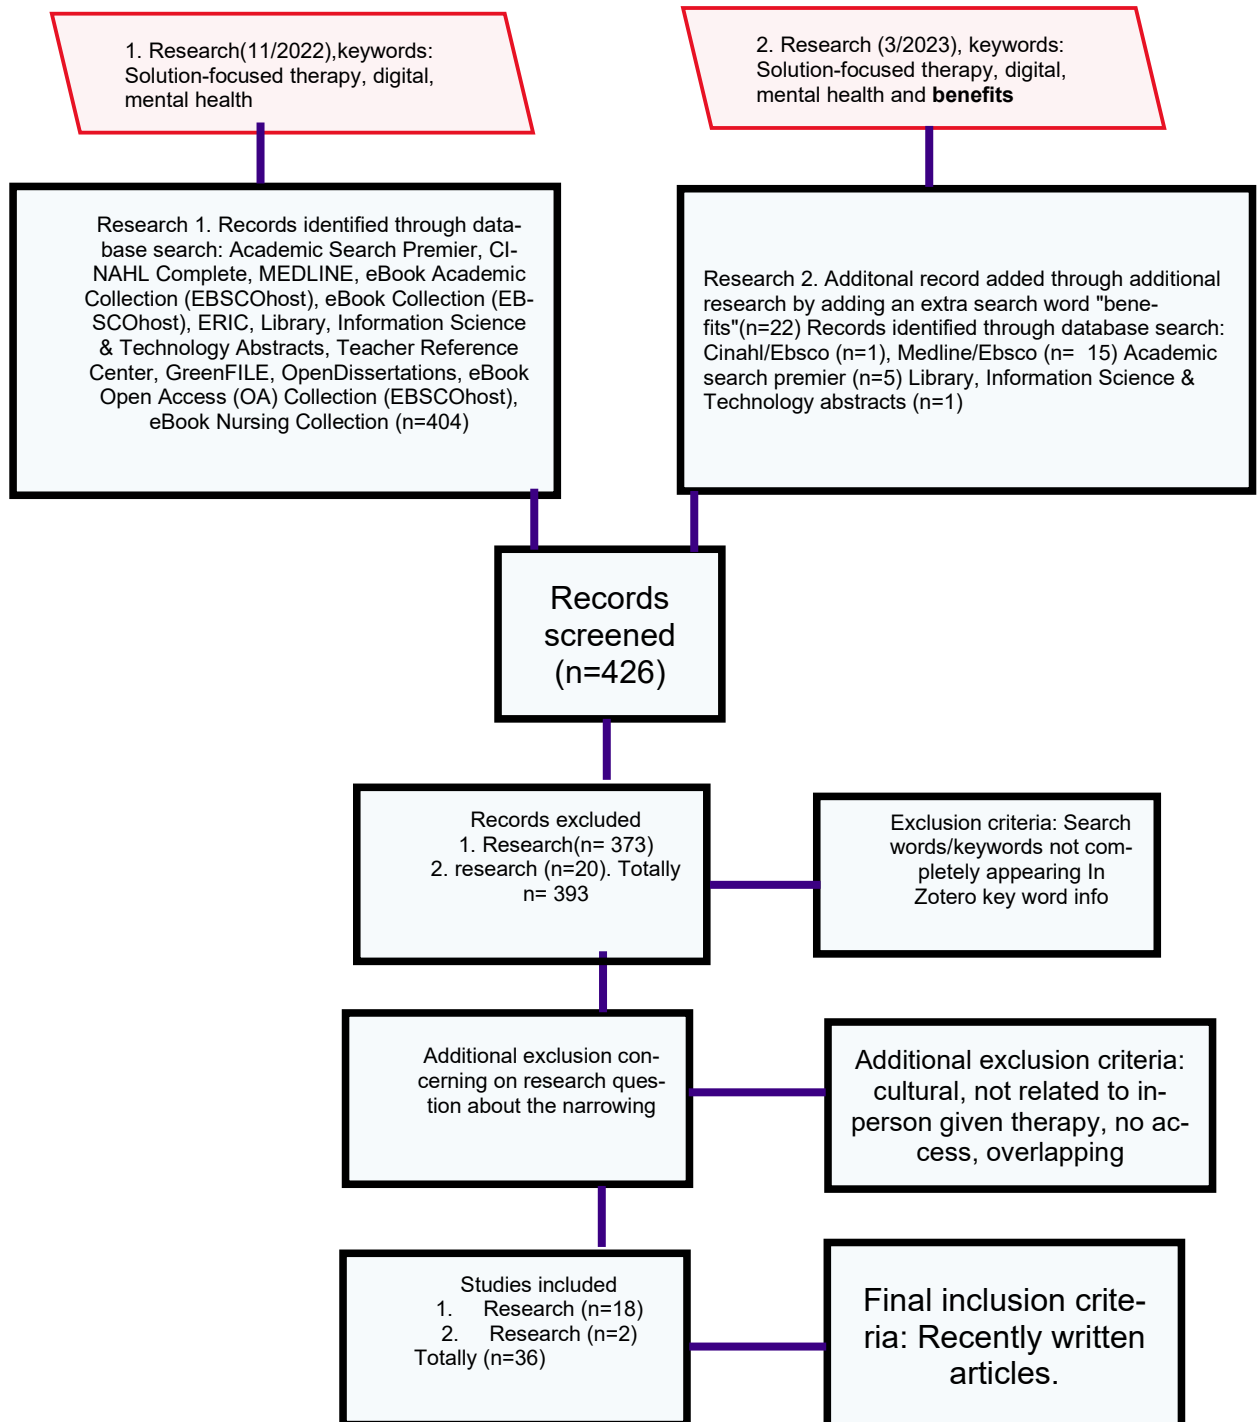 1. Research(11/2022),keywords:
Solution-focused therapy, digital,
mental health
2. Research (3/2023), keywords:
Solution-focused therapy, digital,
mental health and benefits
Research 1. Records identified through data-
base search: Academic Search Premier, CI-
NAHL Complete, MEDLINE, eBook Academic
Collection (EBSCOhost), eBook Collection (EB-
SCOhost), ERIC, Library, Information Science
& Technology Abstracts, Teacher Reference
Center, GreenFILE, OpenDissertations, eBook
Open Access (OA) Collection (EBSCOhost),
eBook Nursing Collection (n=404)
Research 2. Additonal record added through additional
research by adding an extra search word "bene-
fits"(n=22) Records identified through database search:
Cinahl/Ebsco (n=1), Medline/Ebsco (n= 15) Academic
search premier (n=5) Library, Information Science &
Technology abstracts (n=1)
Records
screened
(n=426)
Records excluded
1. Research(n= 373)
2. research (n=20). Totally
n= 393
Exclusion criteria: Search
words/keywords not com-
pletely appearing In
Zotero key word info
Additional exclusion con-
cerning on research ques-
tion about the narrowing
Additional exclusion criteria:
cultural, not related to in-
person given therapy, no ac-
cess, overlapping
Studies included
1. Research (n=18)
2. Research (n=2)
Totally (n=36)
Final inclusion crite-
ria: Recently written
articles.